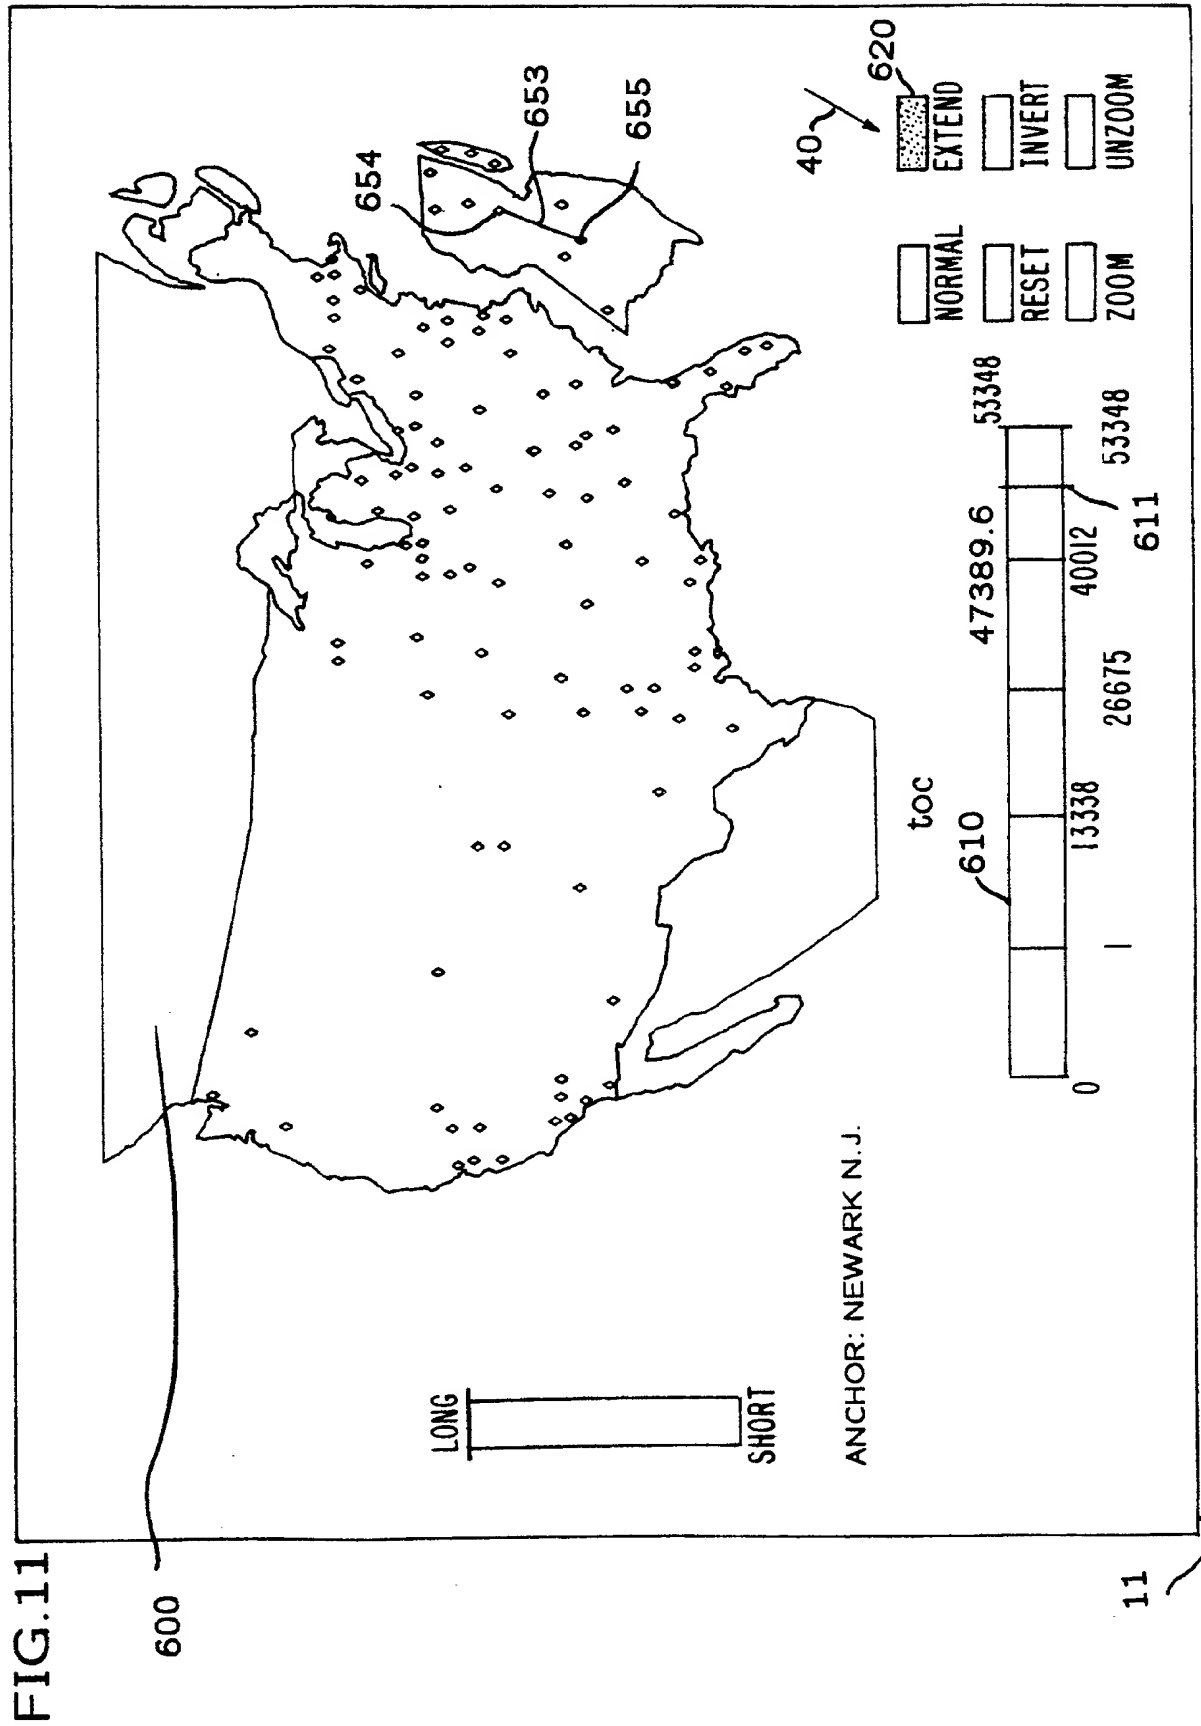 FIG.11
600
654
653
655
LONG
SHORT
ANCHOR: NEWARK N.J.
toc
610
47389.6
53348
0
1
13338
26675
40012
53348
611
40
620
NORMAL
EXTEND
RESET
INVERT
ZOOM
UNZOOM
11